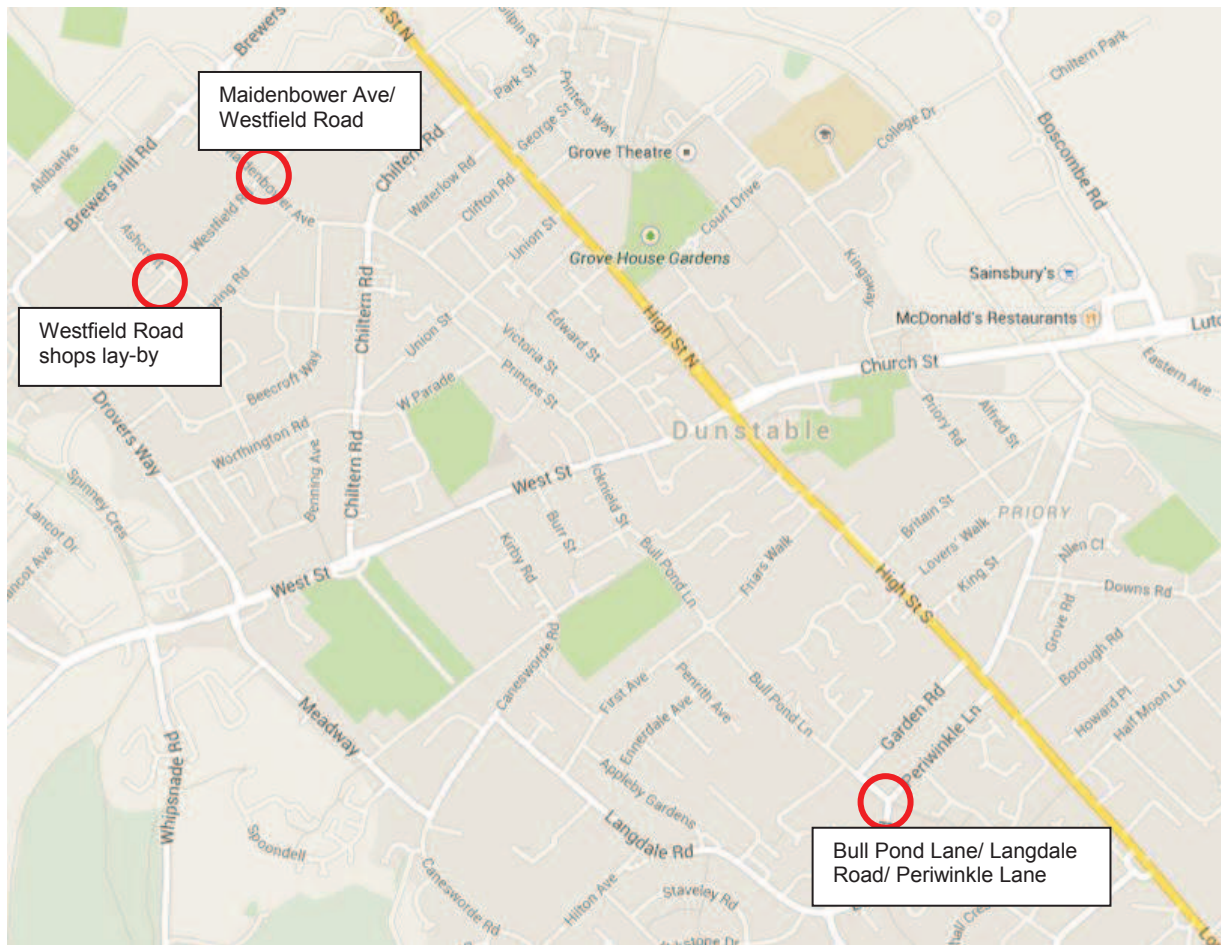 Brewers
St N
Gilpin St
Park St
Printers Way
Chiltern Park
Maidenbower Ave/
Westfield Road
George St
College Dr
Boscombe Rd
Aldbanks
Brewers Hill Rd
Maidenbower Ave
Chiltern Rd
Waterlow Rd
Clifton Rd
Grove Theatre
Court Drive
Ashcroft
Westfield
Union St
Grove House Gardens
Kingsway
Sainsbury's
Chiltern Rd
Union St
Edward St
High St N
McDonald's Restaurants
Westfield Road
shops lay-by
Victoria St
Princes St
Church St
Eastern Ave
Beecroft Way
W Parade
Drovers Way
Worthington Rd
Dunstable
Priory Rd
Alfred St
Benning Ave
Chiltern Rd
West St
Icknield St
Spinney Cres
Lancot Dr
Burr St
Britain St
PRIORY
Kirby Rd
Bull Pond Ln
Friars Walk
Lovers' Walk
Allen Cl
West St
High St S
King St
Downs Rd
Grove Rd
Canesworde Rd
Borough Rd
First Ave
Penrith Ave
Bull Pond Ln
Howard Pl
Half Moon Ln
Meadway
Ennerdale Ave
Garden Rd
Periwinkle Ln
Whipsnade Rd
Appleby Gardens
Spoondell
Langdale Rd
Bull Pond Lane/ Langdale
Road/ Periwinkle Lane
Canesworde Rd
Hilton Ave
Staveley Rd